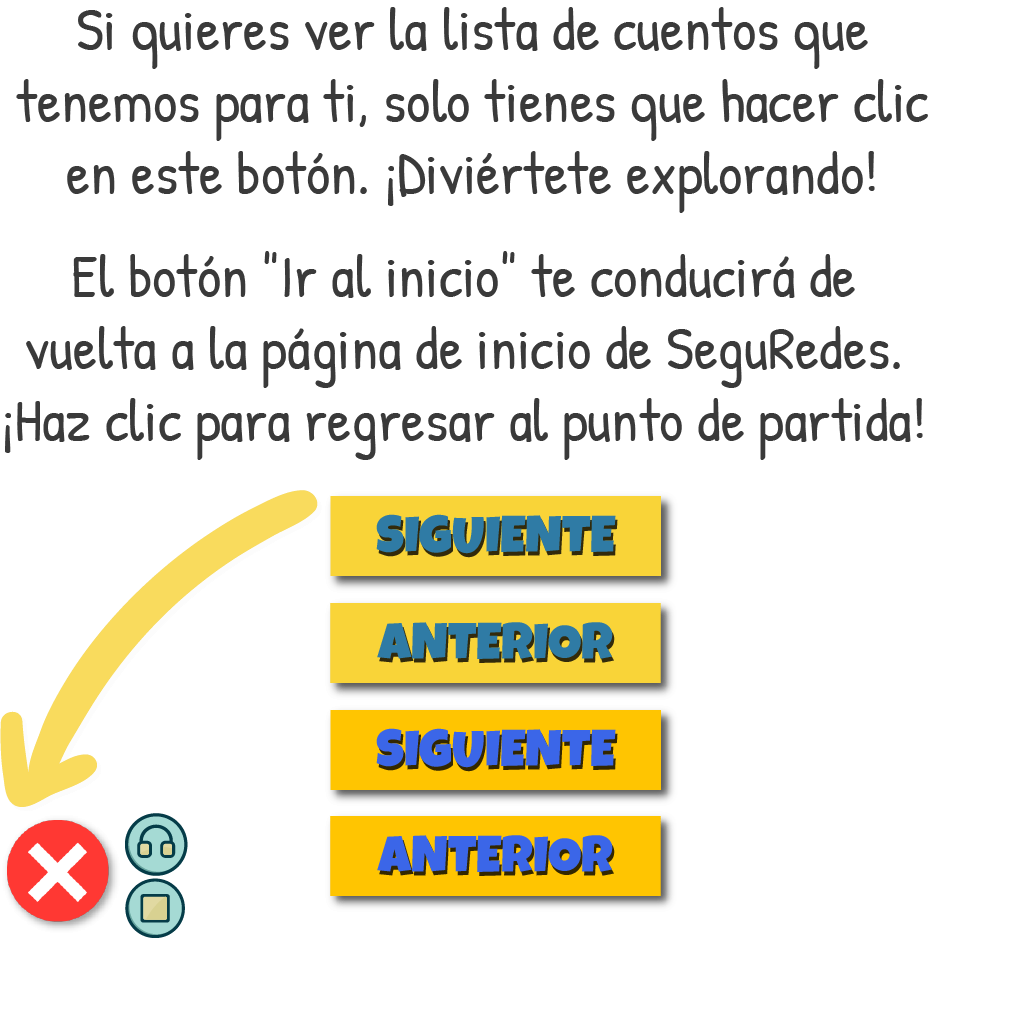 Si quieres ver la lista de cuentos que
tenemos para ti, solo tienes que hacer clic
en este botón. ¡Diviértete explorando!
El botón "Ir al inicio" te conducirá de
vuelta a la página de inicio de SeguRedes.
¡Haz clic para regresar al punto de partida!
SIGUIENTE
ANTERIOR
SIGUIENTE
ANTERIOR